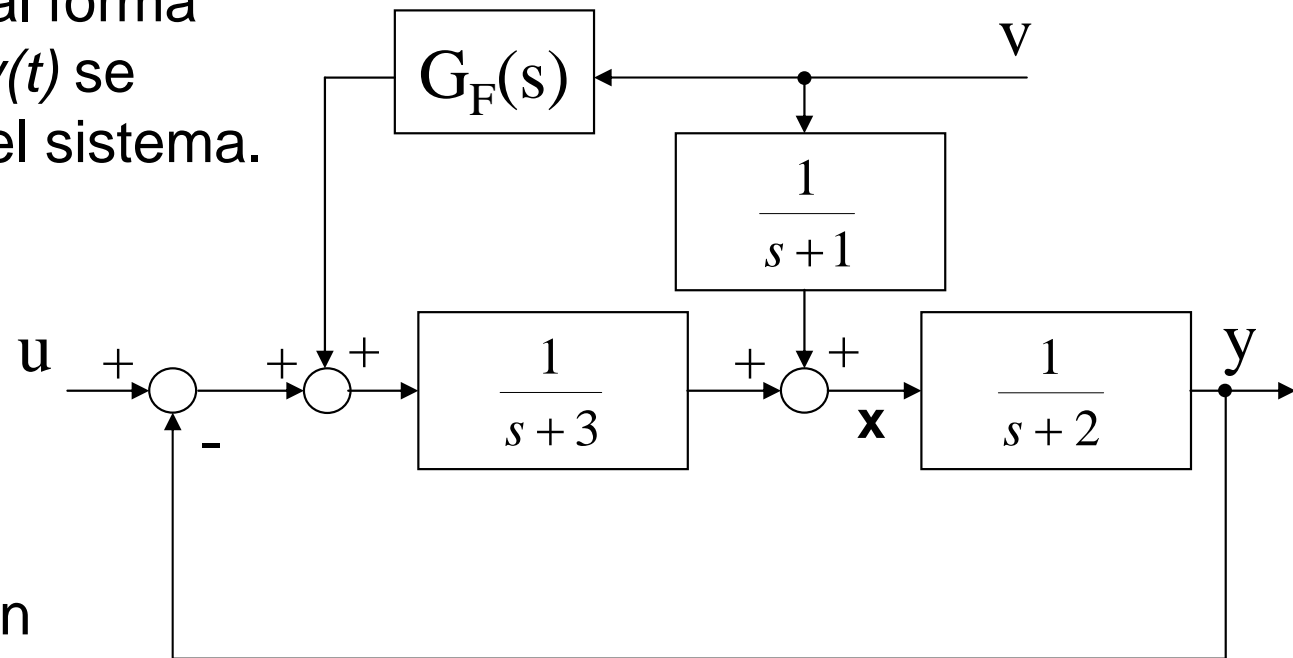 al forma
(t) se
el sistema.
v
G_F(s)
1
s + 1
u + + + 1 + + y
s + 3
x
1
s + 2
-
n